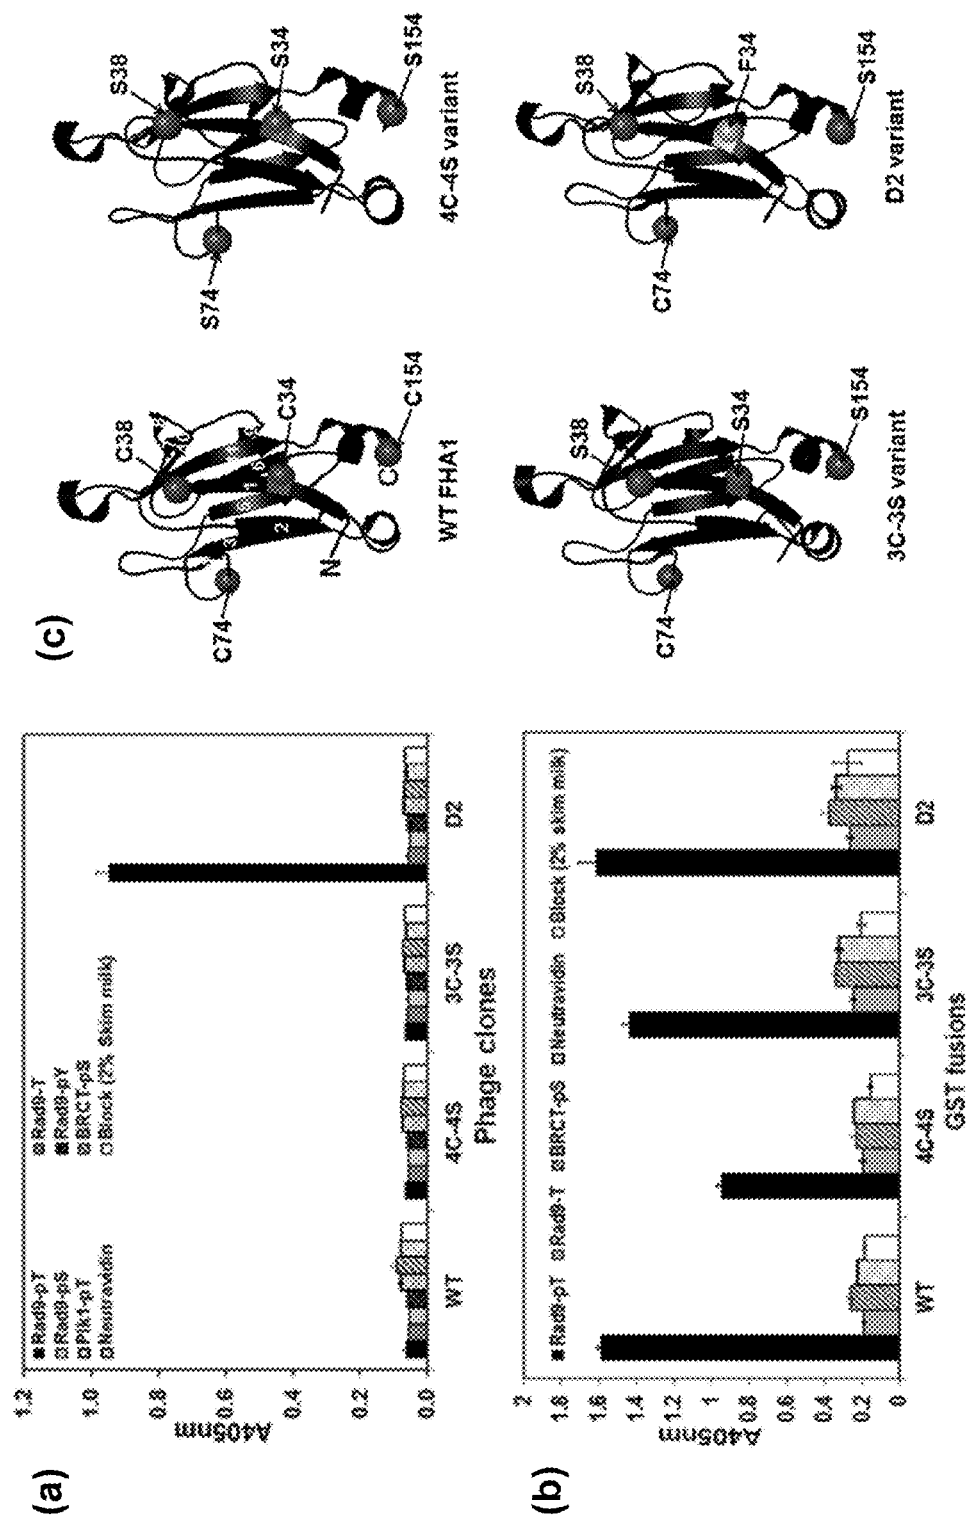 (a)
1.2
1.0
0.8
0.6
0.4
0.2
0.0
A405nm
Rad9-pT
Rad9-pS
Plk1-pT
Neutravidin
Rad9-T
Rad9-pY
BRCT-pS
Block (2% Skim milk)
WT
4C-4S
3C-3S
D2
Phage clones
(b)
2
1.8
1.6
1.4
1.2
1
0.8
0.6
0.4
0.2
0
A405nm
Rad9-pT
Rad9-T
BRCT-pS
Neutravidin
Block (2% skim milk)
WT
4C-4S
3C-3S
D2
GST fusions
(c)
C38
C34
C74
C154
N
C
2
WT FHA1
S38
S34
S74
S154
4C-4S variant
S38
S34
C74
S154
3C-3S variant
S38
F34
C74
S154
D2 variant